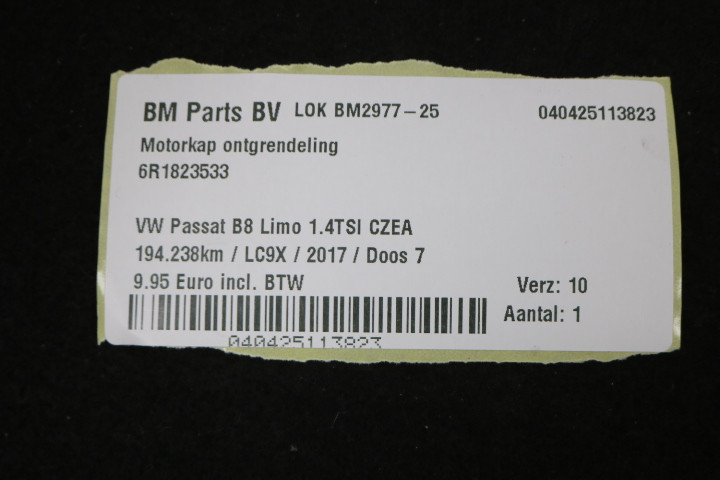 BM Parts BV LOK BM2977-25 040425113823
Motorkap ontgrendeling
6R1823533
VW Passat B8 Limo 1.4TSI CZEA
194.238km / LC9X / 2017 / Doos 7
9.95 Euro incl. BTW Verz: 10
Aantal: 1
040425113823